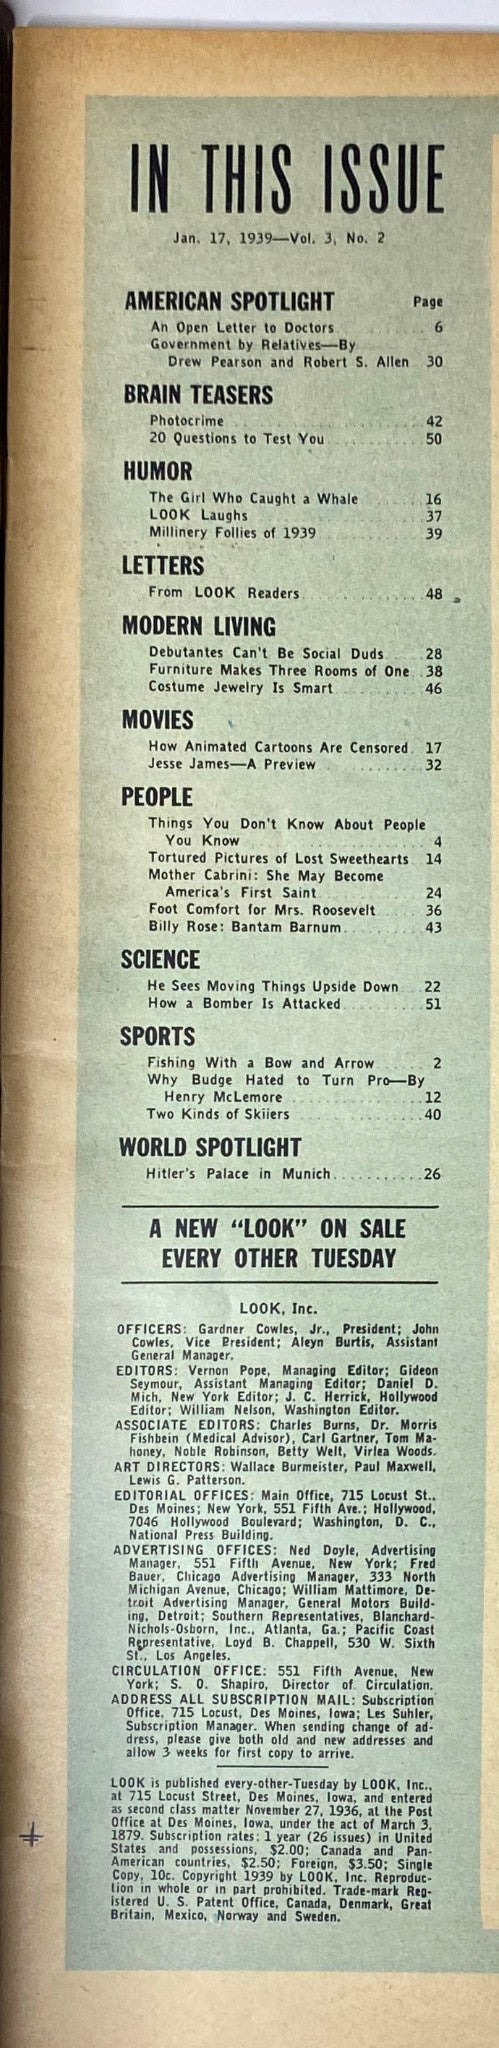 IN THIS ISSUE
Jan. 17, 1939—Vol. 3, No. 2
AMERICAN SPOTLIGHT Page
An Open Letter to Doctors ........... 6
Government by Relatives—By
Drew Pearson and Robert S. Allen 30
BRAIN TEASERS
Photocrime ........... 42
20 Questions to Test You ........... 50
HUMOR
The Girl Who Caught a Whale ...... 16
LOOK Laughs ........... 37
Millinery Follies of 1939 ........... 39
LETTERS
From LOOK Readers ........... 48
MODERN LIVING
Debutantes Can't Be Social Duds ..... 28
Furniture Makes Three Rooms of One 38
Costume Jewelry Is Smart ........... 46
MOVIES
How Animated Cartoons Are Censored. 17
Jesse James—A Preview ........... 32
PEOPLE
Things You Don't Know About People
You Know ........... 4
Tortured Pictures of Lost Sweethearts 14
Mother Cabrini: She May Become
America's First Saint ........... 24
Foot Comfort for Mrs. Roosevelt ..... 36
Billy Rose: Bantam Barnum ........... 43
SCIENCE
He Sees Moving Things Upside Down ... 22
How a Bomber Is Attacked ........... 51
SPORTS
Fishing With a Bow and Arrow ...... 2
Why Budge Hated to Turn Pro—By
Henry McLemore ........... 12
Two Kinds of Skiiers ........... 40
WORLD SPOTLIGHT
Hitler's Palace in Munich ........... 26
A NEW "LOOK" ON SALE
EVERY OTHER TUESDAY
LOOK, Inc.
OFFICERS: Gardner Cowles, Jr., President; John
Cowles, Vice President; Aleyn Burtis, Assistant
General Manager.
EDITORS: Vernon Pope, Managing Editor; Gideon
Seymour, Assistant Managing Editor; Daniel D.
Mich, New York Editor; J. C. Herrick, Hollywood
Editor; William Nelson, Washington Editor.
ASSOCIATE EDITORS: Charles Burns, Dr. Morris
Fishbein (Medical Advisor), Carl Gartner, Tom Ma-
honey, Noble Robinson, Betty Welt, Virlea Woods.
ART DIRECTORS: Wallace Burmeister, Paul Maxwell,
Lewis G. Patterson.
EDITORIAL OFFICES: Main Office, 715 Locust St.,
Des Moines; New York, 551 Fifth Ave.; Hollywood,
7046 Hollywood Boulevard; Washington, D. C.,
National Press Building.
ADVERTISING OFFICES: Ned Doyle, Advertising
Manager, 551 Fifth Avenue, New York; Fred
Bauer, Chicago Advertising Manager, 333 North
Michigan Avenue, Chicago; William Mattimore, De-
troit Advertising Manager, General Motors Build-
ing, Detroit; Southern Representatives, Blanchard-
Nichols-Osborn, Inc., Atlanta, Ga.; Pacific Coast
Representative, Loyd B. Chappell, 530 W. Sixth
St., Los Angeles.
CIRCULATION OFFICE: 551 Fifth Avenue, New
York; S. O. Shapiro, Director of Circulation.
ADDRESS ALL SUBSCRIPTION MAIL: Subscription
Office, 715 Locust, Des Moines, Iowa; Les Suhler,
Subscription Manager. When sending change of ad-
dress, please give both old and new addresses and
allow 3 weeks for first copy to arrive.
LOOK is published every-other-Tuesday by LOOK, Inc.,
at 715 Locust Street, Des Moines, Iowa, and entered
as second class matter November 27, 1936, at the Post
Office at Des Moines, Iowa, under the act of March 3,
1879. Subscription rates: 1 year (26 issues) in United
States and possessions, $2.00; Canada and Pan-
American countries, $2.50; Foreign, $3.50; Single
Copy, 10c. Copyright 1939 by LOOK, Inc. Reproduc-
tion in whole or in part prohibited. Trade-mark Reg-
istered U. S. Patent Office, Canada, Denmark, Great
Britain, Mexico, Norway and Sweden.